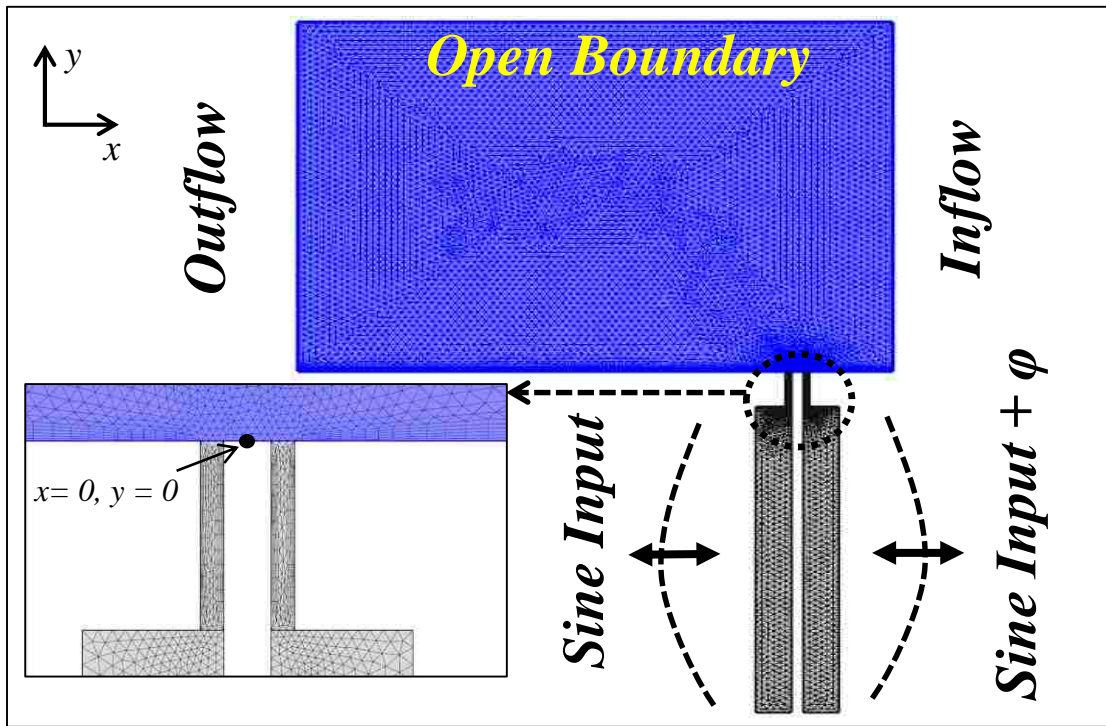 Open Boundary
y
x
Outflow
Inflow
x= 0, y = 0
Sine Input
Sine Input + φ